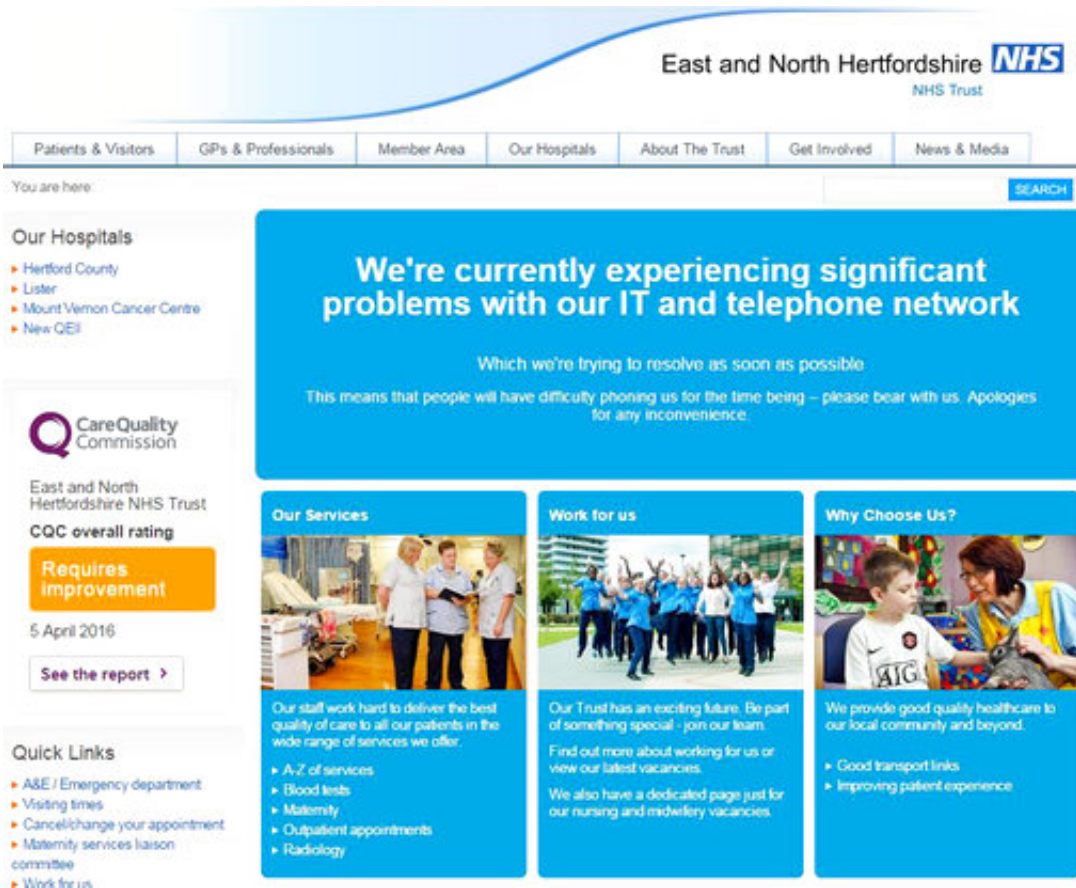 East and North Hertfordshire NHS
NHS Trust
Patients & Visitors
GPs & Professionals
Member Area
Our Hospitals
About The Trust
Get Involved
News & Media
You are here:
SEARCH
Our Hospitals
Hertford County
Lister
Mount Vernon Cancer Centre
New QEII
CareQuality
Commission
East and North
Hertfordshire NHS Trust
CQC overall rating
Requires
improvement
5 April 2016
See the report
Quick Links
A&E / Emergency department
Visiting times
Cancel/change your appointment
Maternity services liaison
committee
Work for us
We're currently experiencing significant
problems with our IT and telephone network
Which we're trying to resolve as soon as possible
This means that people will have difficulty phoning us for the time being – please bear with us. Apologies
for any inconvenience.
Our Services
Our staff work hard to deliver the best
quality of care to all our patients in the
wide range of services we offer.
A-Z of services
Blood tests
Maternity
Outpatient appointments
Radiology
Work for us
Our Trust has an exciting future. Be part
of something special - join our team.
Find out more about working for us or
view our latest vacancies.
We also have a dedicated page just for
our nursing and midwifery vacancies.
Why Choose Us?
AIG
We provide good quality healthcare to
our local community and beyond.
Good transport links
Improving patient experience